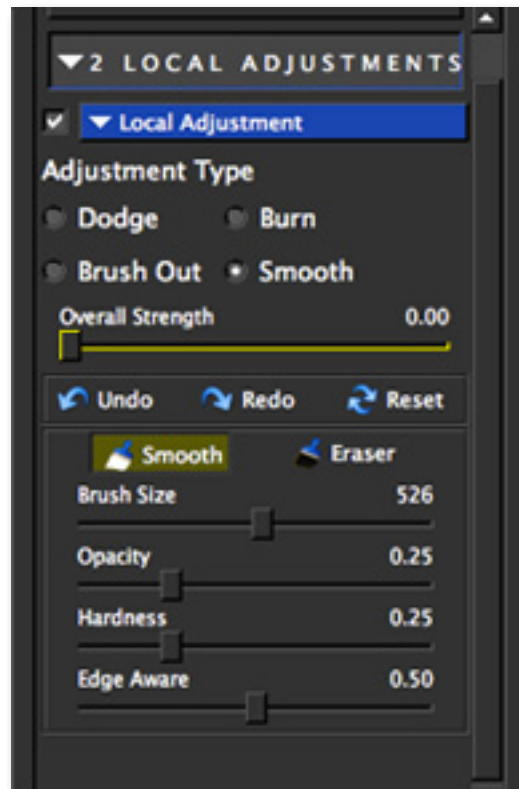 2 LOCAL ADJUSTMENTS
Local Adjustment
Adjustment Type
Dodge Burn
Brush Out Smooth
Overall Strength 0.00
Undo Redo Reset
Smooth Eraser
Brush Size 526
Opacity 0.25
Hardness 0.25
Edge Aware 0.50